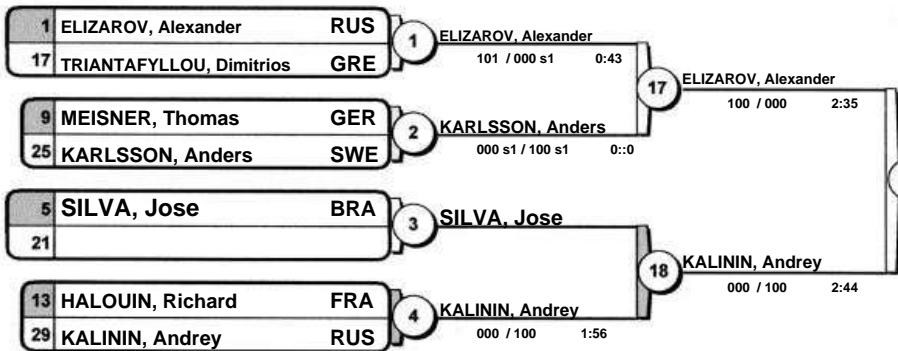 1 ELIZAROV, Alexander RUS
17 TRIANTAFYLLOU, Dimitrios GRE
1
ELIZAROV, Alexander
101 / 000 s1 0:43
9 MEISNER, Thomas GER
25 KARLSSON, Anders SWE
2
KARLSSON, Anders
000 s1 / 100 s1 0::0
17
ELIZAROV, Alexander
100 / 000 2:35
5 SILVA, Jose BRA
21
3
SILVA, Jose
13 HALOUIN, Richard FRA
29 KALININ, Andrey RUS
4
KALININ, Andrey
000 / 100 1:56
18
KALININ, Andrey
000 / 100 2:44